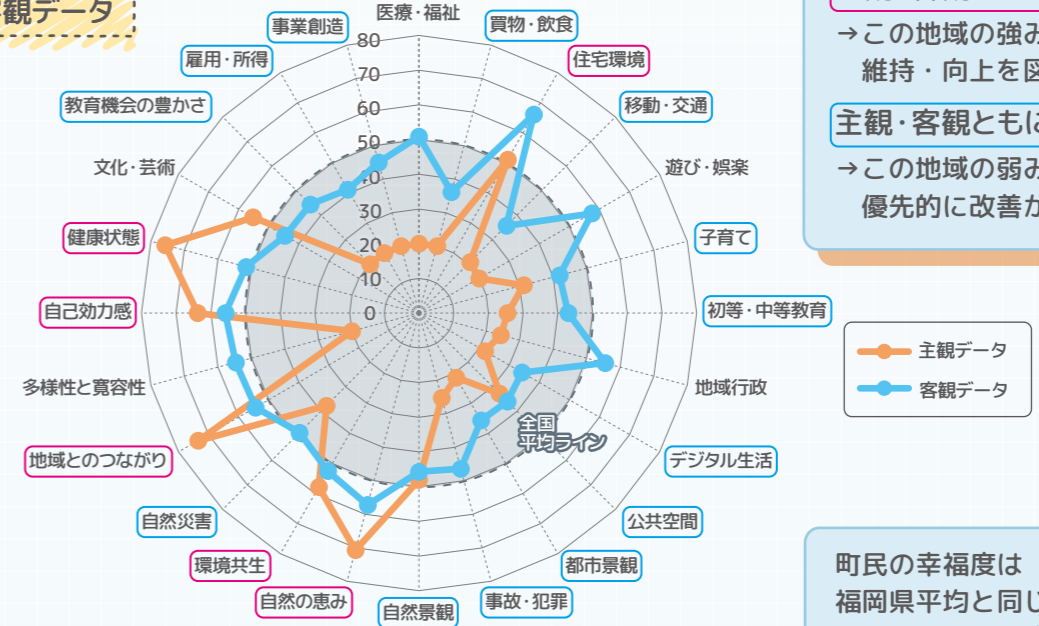 観データ
医療・福祉
買物・飲食
住宅環境
移動・交通
遊び・娯楽
子育て
初等・中等教育
地域行政
デジタル生活
公共空間
都市景観
事故・犯罪
自然景観
自然の恵み
環境共生
自然災害
地域とのつながり
多様性と寛容性
自己効力感
健康状態
文化・芸術
教育機会の豊かさ
雇用・所得
事業創造
80
70
60
50
40
30
20
10
0
全国
平均ライン
→この地域の強み
維持・向上を図
主観・客観ともに
→この地域の弱み
優先的に改善が
主観データ
客観データ
町民の幸福度は
福岡県平均と同じ